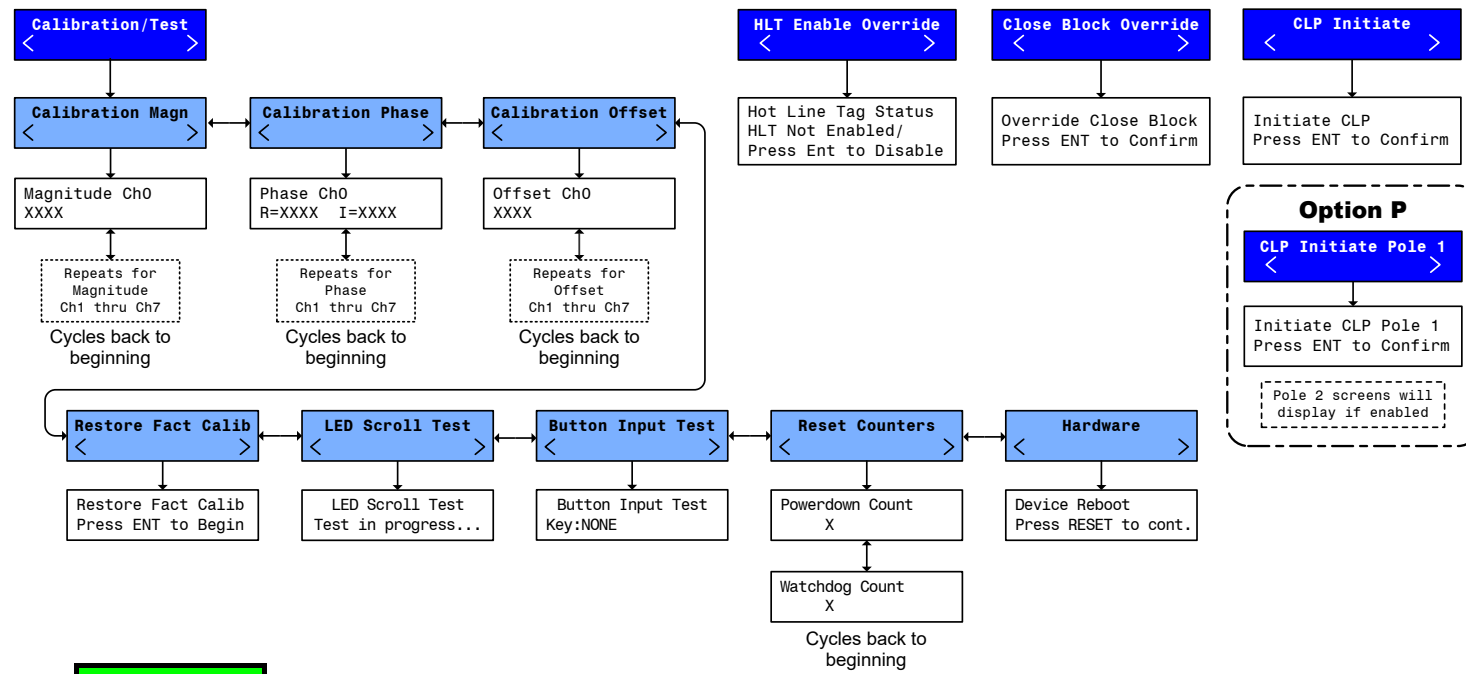 Calibration/Test
< >
HLT Enable Override
< >
Close Block Override
< >
CLP Initiate
< >
Calibration Magn
< >
Calibration Phase
< >
Calibration Offset
< >
Hot Line Tag Status
HLT Not Enabled/
Press Ent to Disable
Override Close Block
Press ENT to Confirm
Initiate CLP
Press ENT to Confirm
Magnitude Ch0
XXXX
Phase Ch0
R=XXXX I=XXXX
Offset Ch0
XXXX
Repeats for
Magnitude
Ch1 thru Ch7
Cycles back to
beginning
Repeats for
Phase
Ch1 thru Ch7
Cycles back to
beginning
Repeats for
Offset
Ch1 thru Ch7
Cycles back to
beginning
Option P
CLP Initiate Pole 1
< >
Initiate CLP Pole 1
Press ENT to Confirm
Pole 2 screens will
display if enabled
Restore Fact Calib
< >
LED Scroll Test
< >
Button Input Test
< >
Reset Counters
< >
Hardware
< >
Restore Fact Calib
Press ENT to Begin
LED Scroll Test
Test in progress...
Button Input Test
Key:NONE
Powerdown Count
X
Device Reboot
Press RESET to cont.
Watchdog Count
X
Cycles back to
beginning